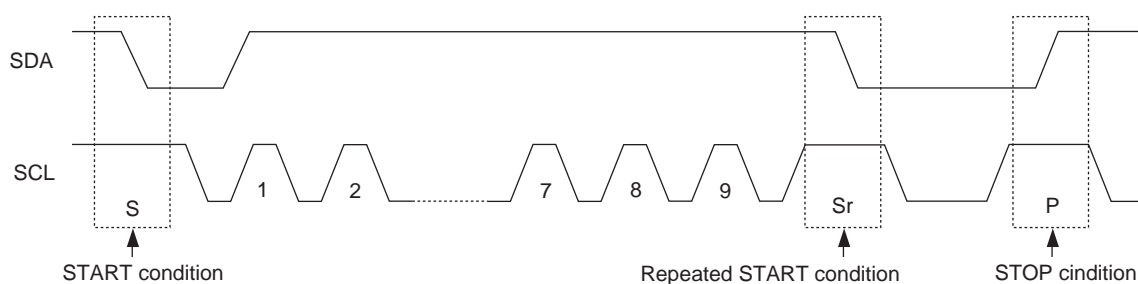 SDA
SCL
1 2 7 8 9
S Sr P
START condition Repeated START condition STOP cindition